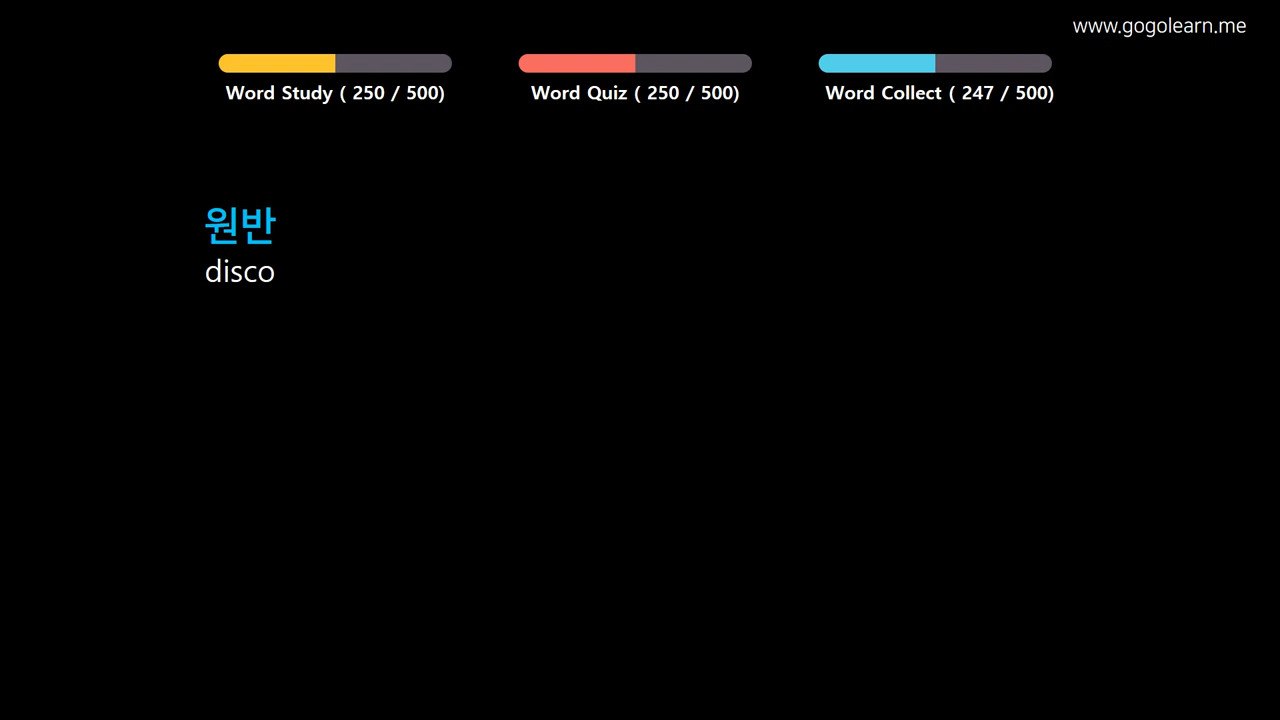 www.gogolearn.me
Word Study ( 250 / 500)
Word Quiz ( 250 / 500)
Word Collect ( 247 / 500)
원반
disco